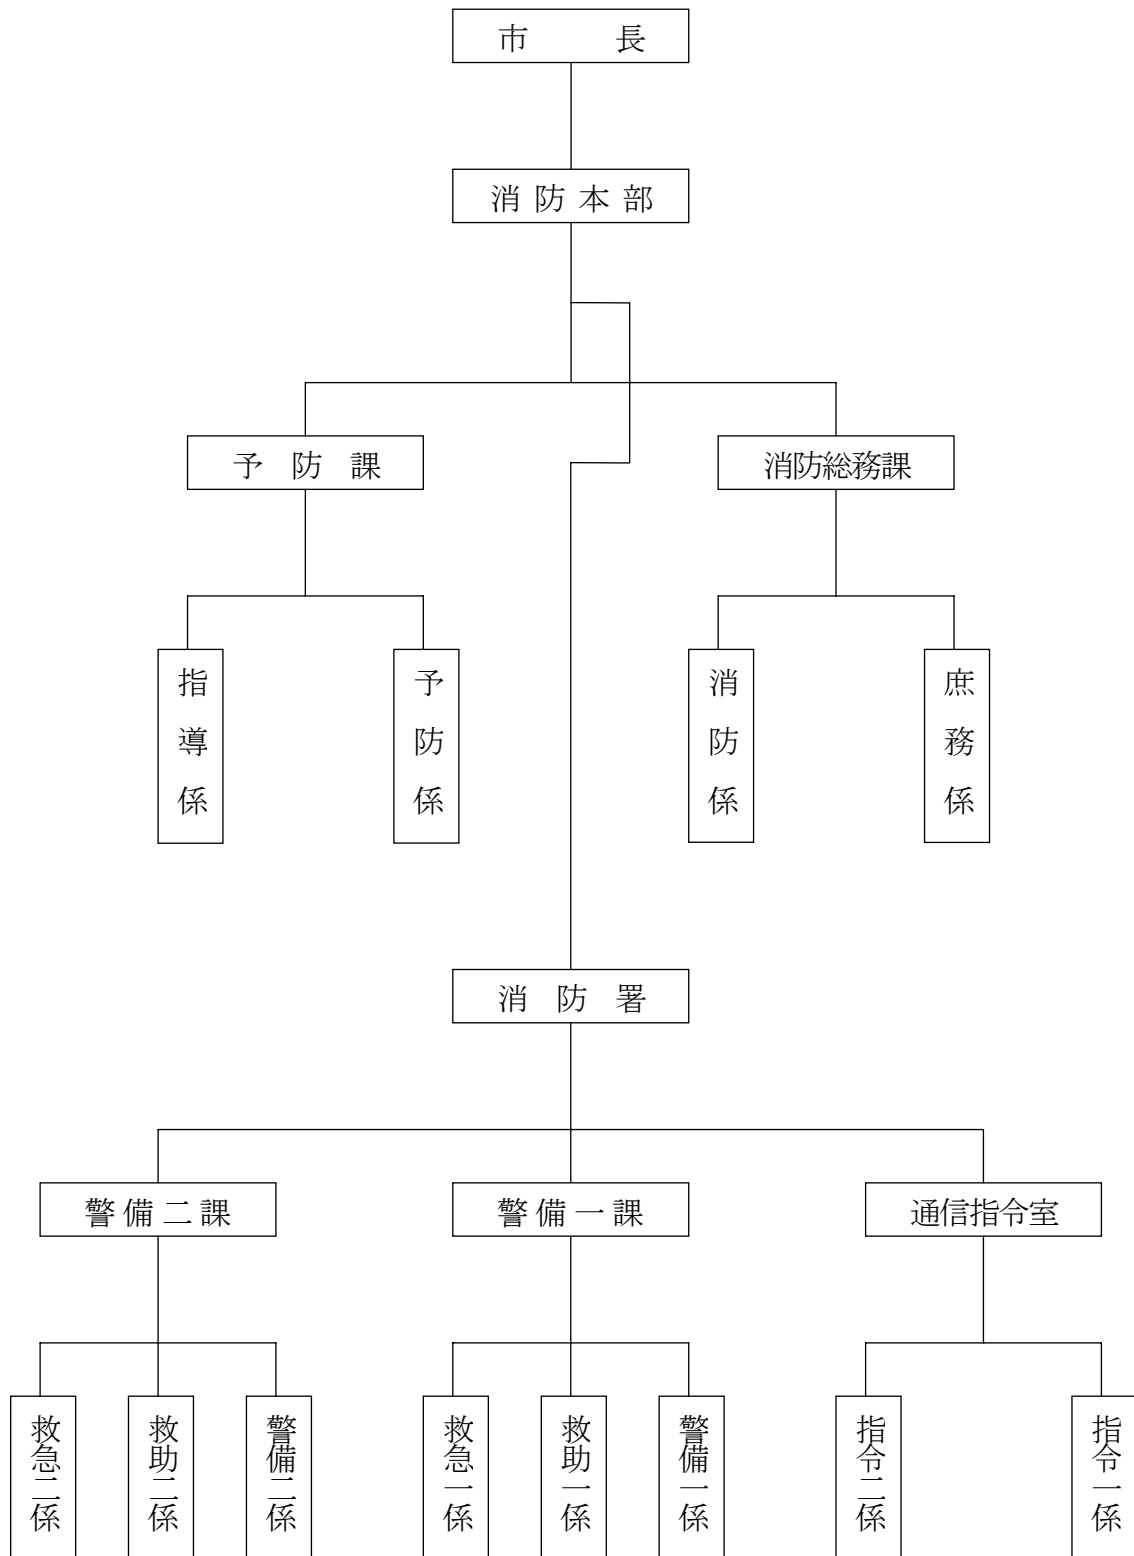 市長
消防本部
予防課
消防総務課
指導係
予防係
消防係
庶務係
消防署
警備二課
警備一課
通信指令室
救急二係
救助二係
警備二係
救急一係
救助一係
警備一係
指令二係
指令一係